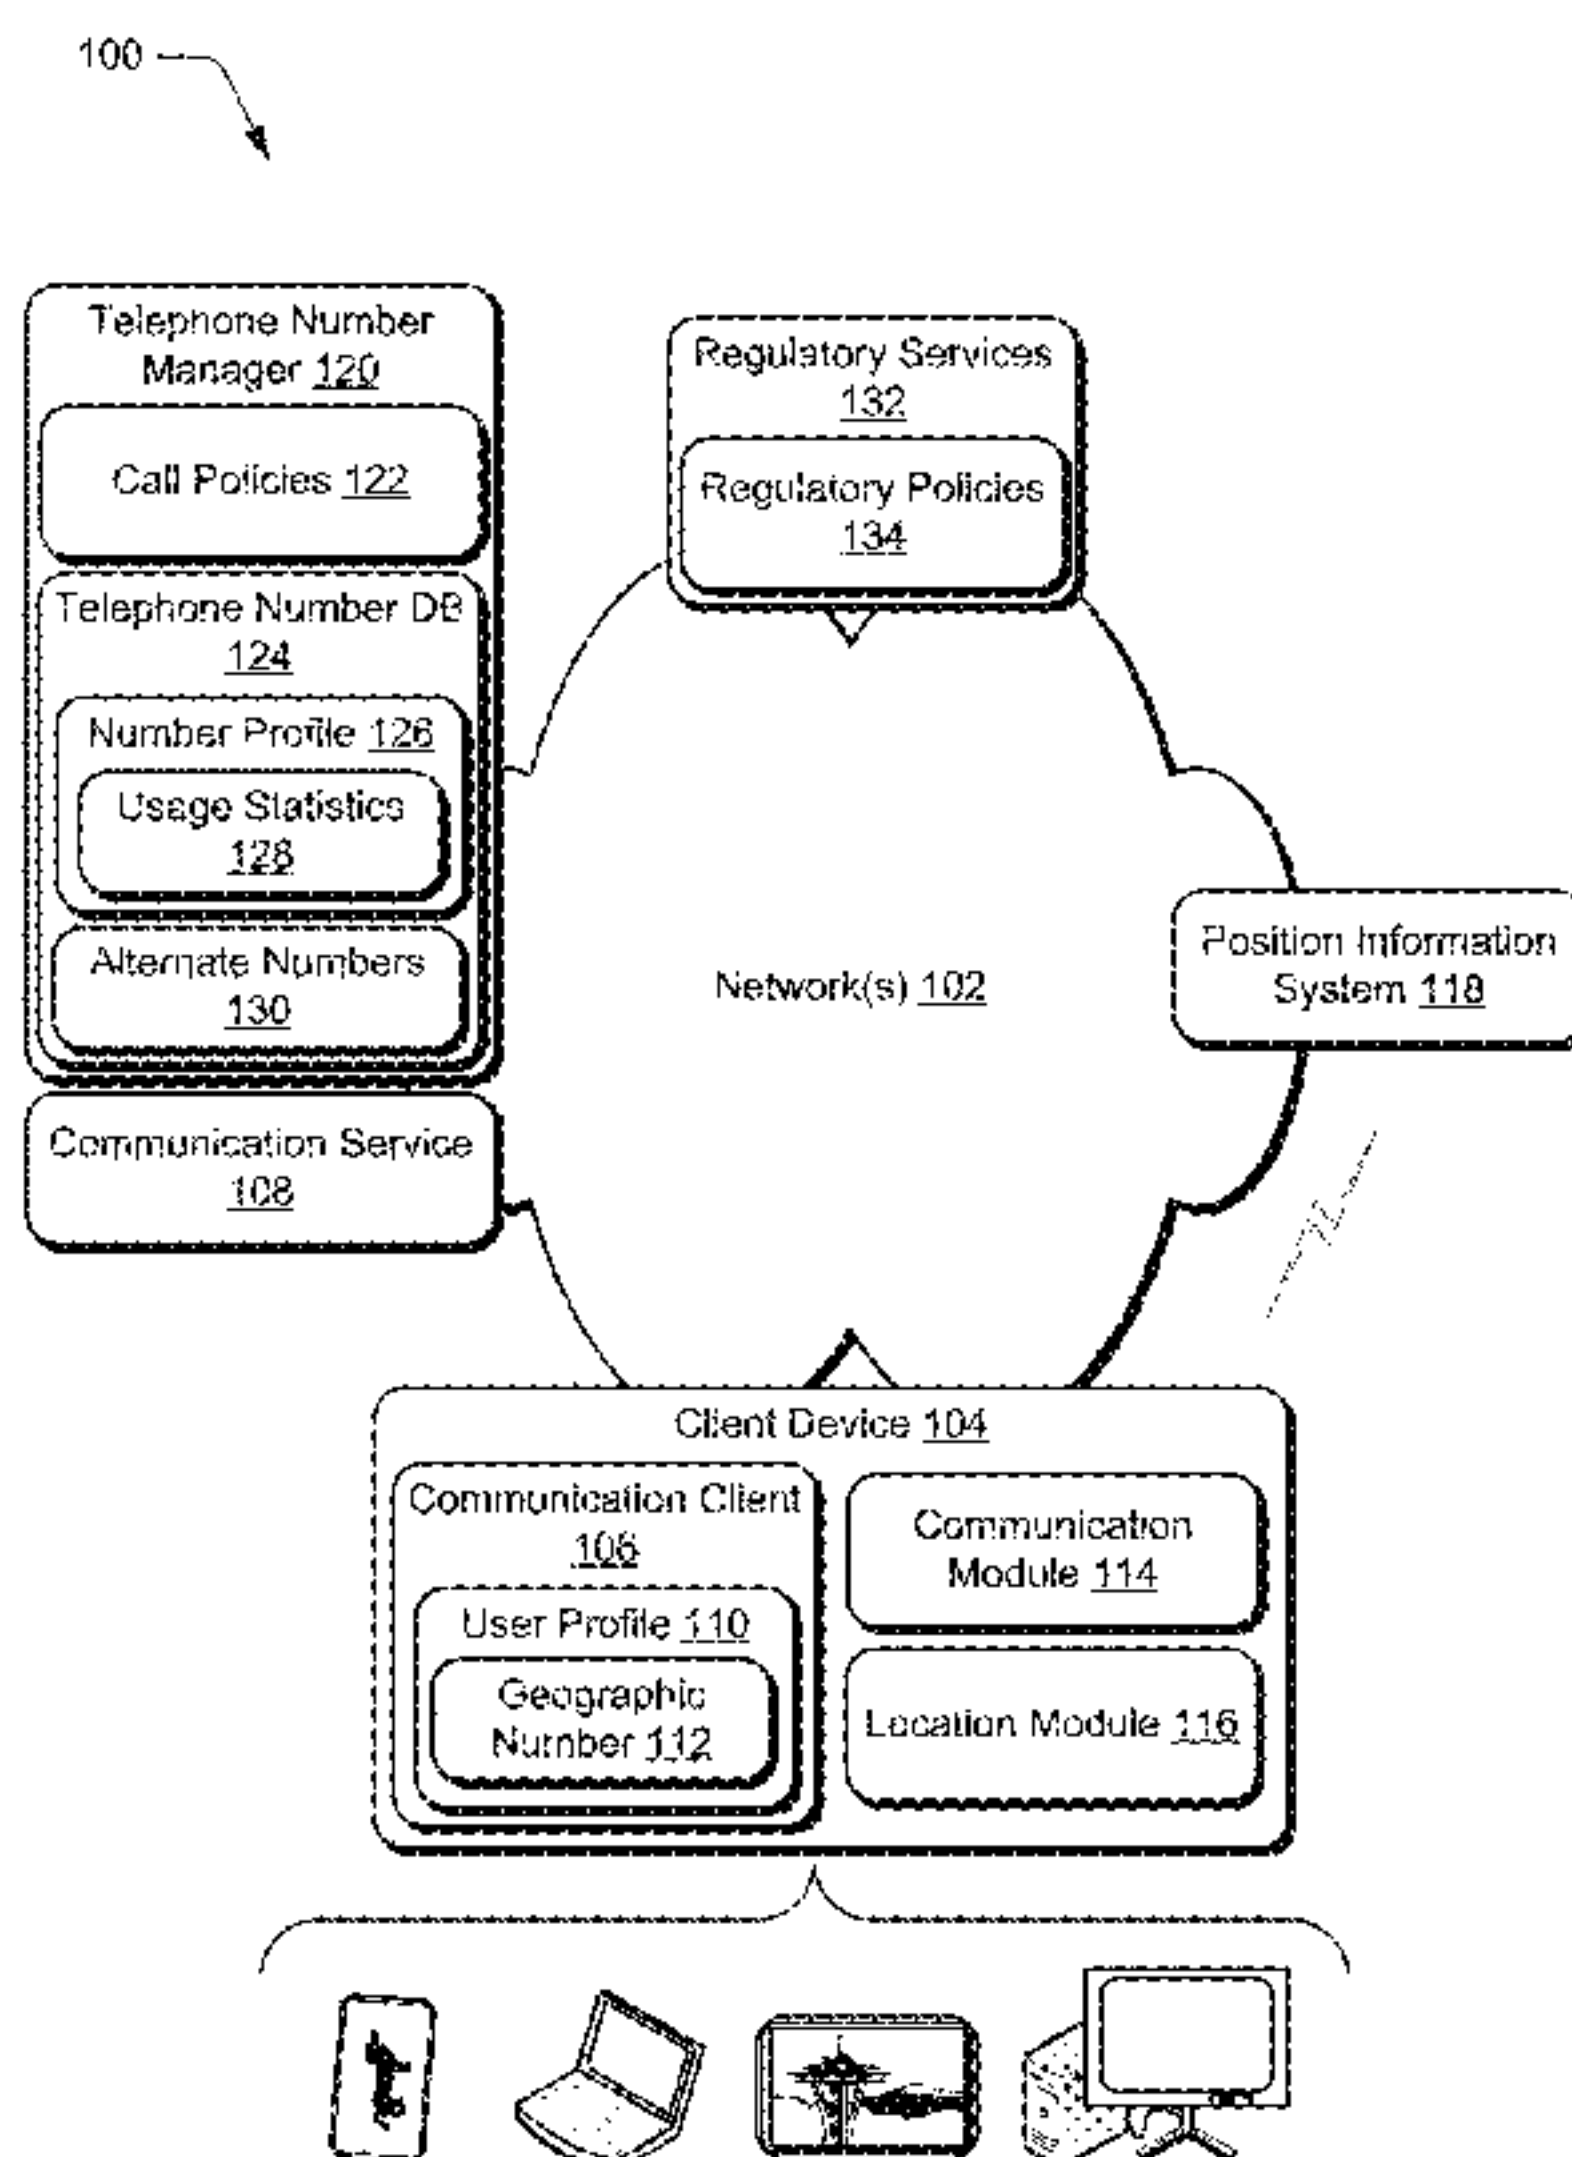 100
Telephone Number
Manager 120
Call Policies 122
Telephone Number DB
124
Number Profile 126
Usage Statistics
128
Alternate Numbers
130
Communication Service
108
Regulatory Services
132
Regulatory Policies
134
Network(s) 102
Position Information
System 118
Client Device 104
Communication Client
106
User Profile 110
Geographic
Number 112
Communication
Module 114
Location Module 116